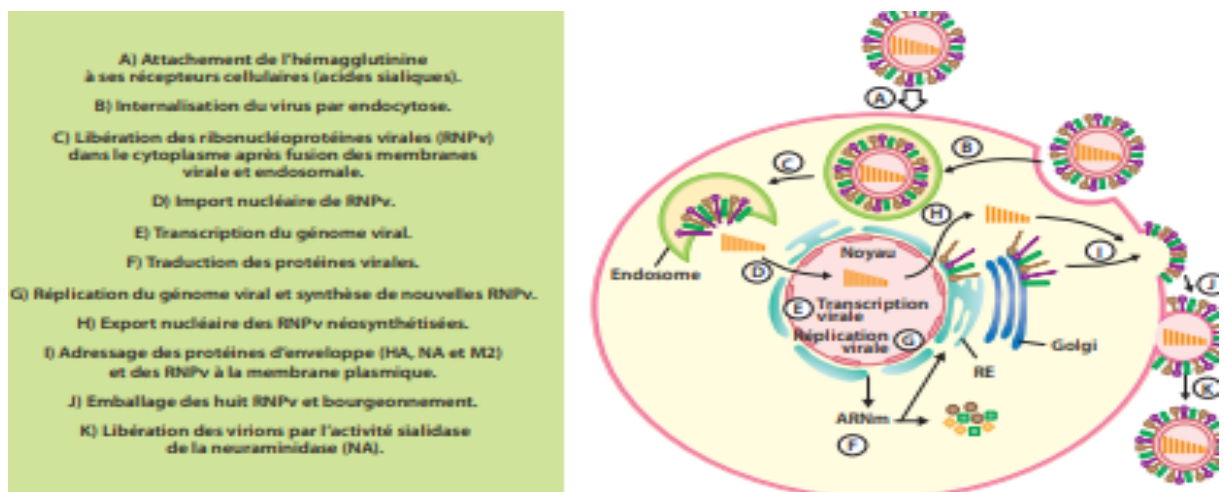 A) Attachement de l'hémagglutinine
à ses récepteurs cellulaires (acides sialiques).
B) Internalisation du virus par endocytose.
C) Libération des ribonucléoprotéines virales (RNPv)
dans le cytoplasme après fusion des membranes
virale et endosomale.
D) Import nucléaire de RNPv.
E) Transcription du génome viral.
F) Traduction des protéines virales.
G) Réplication du génome viral et synthèse de nouvelles RNPv.
H) Export nucléaire des RNPv néosynthétisées.
I) Adressage des protéines d'enveloppe (HA, NA et M2)
et des RNPv à la membrane plasmique.
J) Emballage des huit RNPv et bourgeonnement.
K) Libération des virions par l'activité sialidase
de la neuraminidase (NA).
A
B
C
H
Noyau
I
Endosome
D
J
E Transcription
virale
Réplication G
virale
Golgi
RE
K
ARNm
F